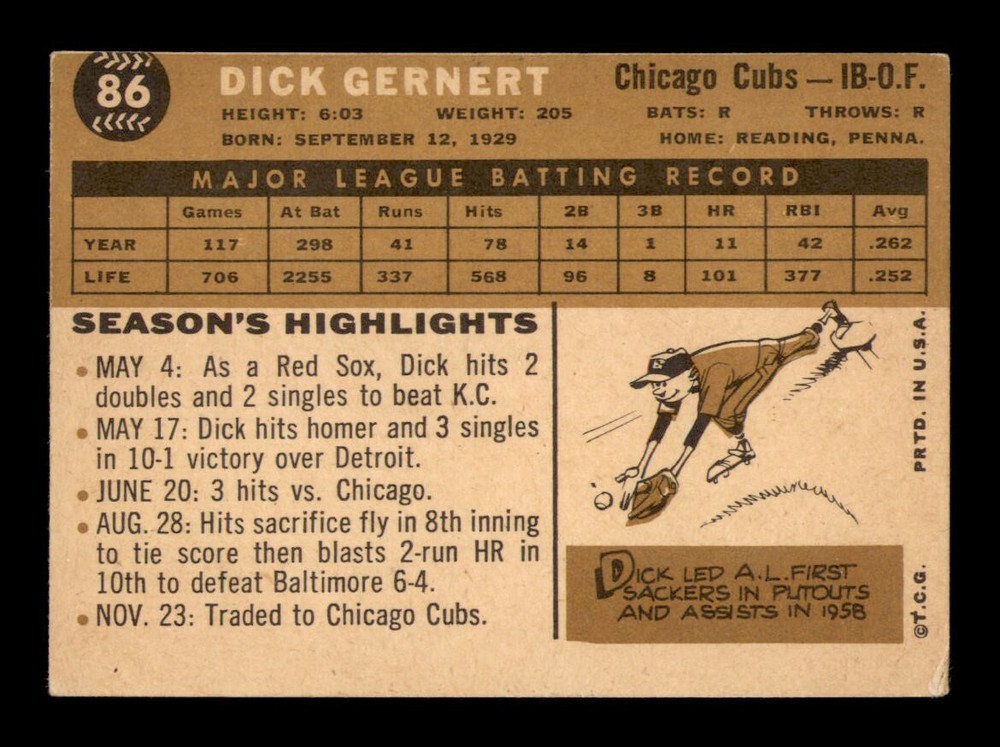 86
DICK GERNERT
Chicago Cubs — IB-O.F.
HEIGHT: 6:03 WEIGHT: 205 BATS: R THROWS: R
BORN: SEPTEMBER 12, 1929 HOME: READING, PENNA.
MAJOR LEAGUE BATTING RECORD
Games At Bat Runs Hits 2B 3B HR RBI Avg
YEAR 117 298 41 78 14 1 11 42 .262
LIFE 706 2255 337 568 96 8 101 377 .252
SEASON'S HIGHLIGHTS
• MAY 4: As a Red Sox, Dick hits 2
doubles and 2 singles to beat K.C.
• MAY 17: Dick hits homer and 3 singles
in 10-1 victory over Detroit.
• JUNE 20: 3 hits vs. Chicago.
• AUG. 28: Hits sacrifice fly in 8th inning
to tie score then blasts 2-run HR in
10th to defeat Baltimore 6-4.
• NOV. 23: Traded to Chicago Cubs.
DICK LED A.L. FIRST
SACKERS IN PUTOUTS
AND ASSISTS IN 1958
©T.C.G. PRTD. IN U.S.A.